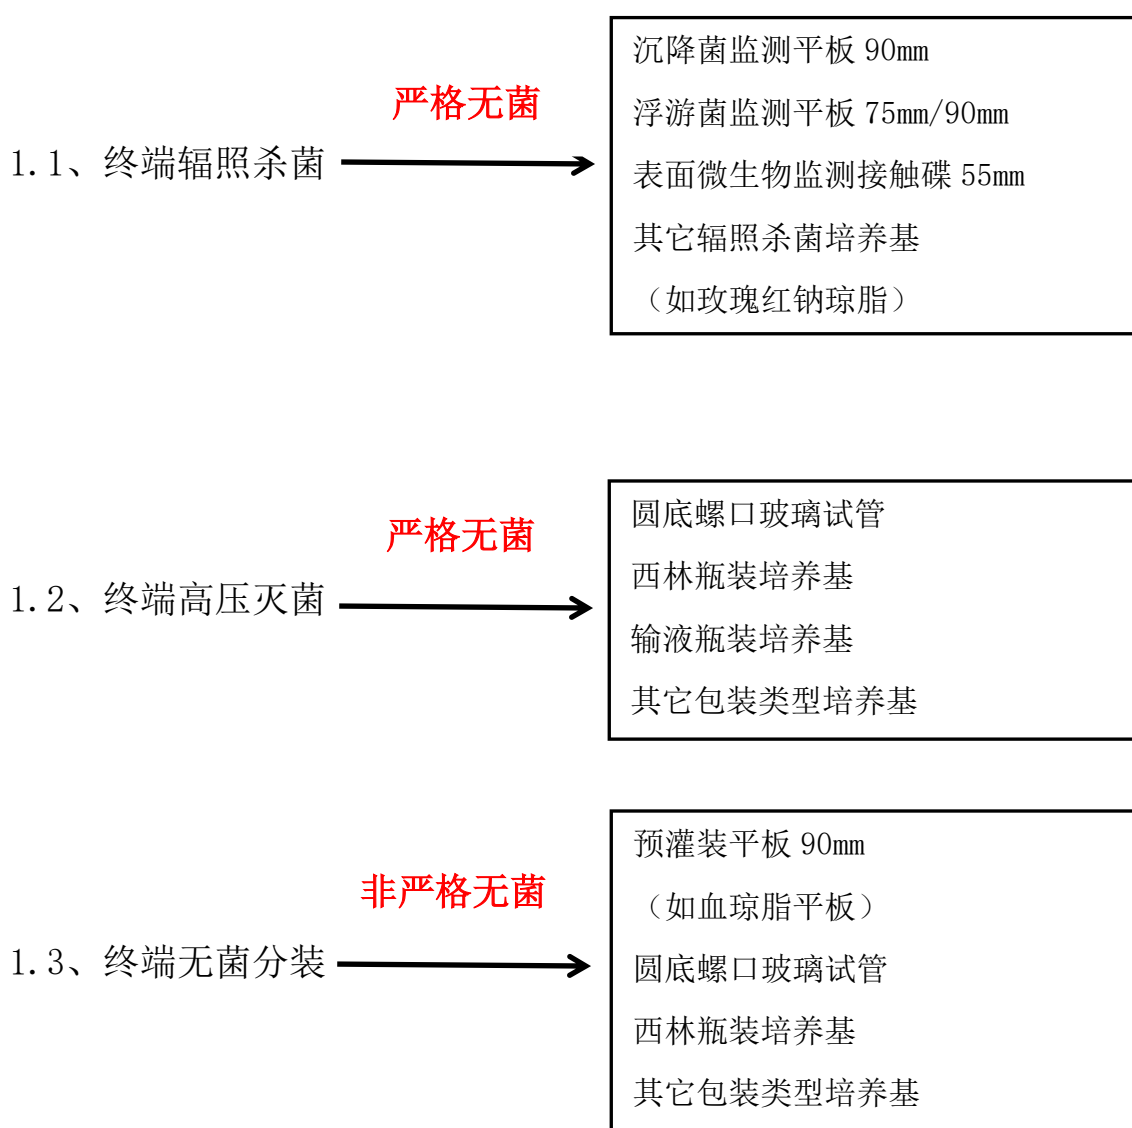 1.1、终端辐照杀菌
严格无菌
沉降菌监测平板 90mm
浮游菌监测平板 75mm/90mm
表面微生物监测接触碟 55mm
其它辐照杀菌培养基
（如玫瑰红钠琼脂）
1.2、终端高压灭菌
严格无菌
圆底螺口玻璃试管
西林瓶装培养基
输液瓶装培养基
其它包装类型培养基
1.3、终端无菌分装
非严格无菌
预灌装平板 90mm
（如血琼脂平板）
圆底螺口玻璃试管
西林瓶装培养基
其它包装类型培养基